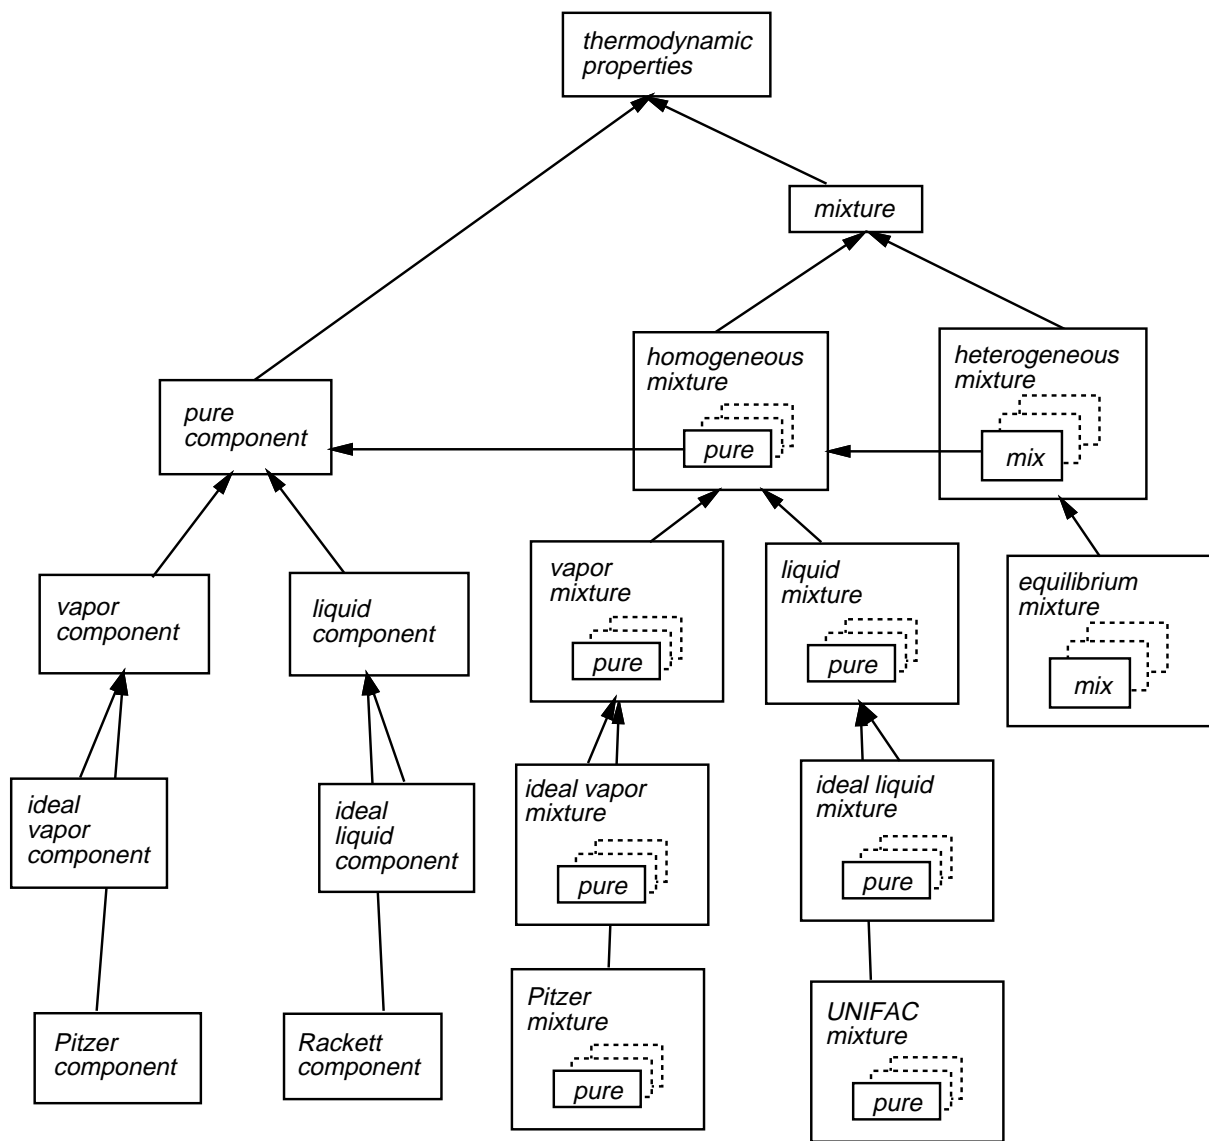 thermodynamic
properties
mixture
homogeneous
mixture
pure
heterogeneous
mixture
mix
pure
component
vapor
component
liquid
component
vapor
mixture
pure
liquid
mixture
pure
equilibrium
mixture
mix
ideal
vapor
component
ideal
liquid
component
ideal vapor
mixture
pure
ideal liquid
mixture
pure
Pitzer
component
Rackett
component
Pitzer
mixture
pure
UNIFAC
mixture
pure